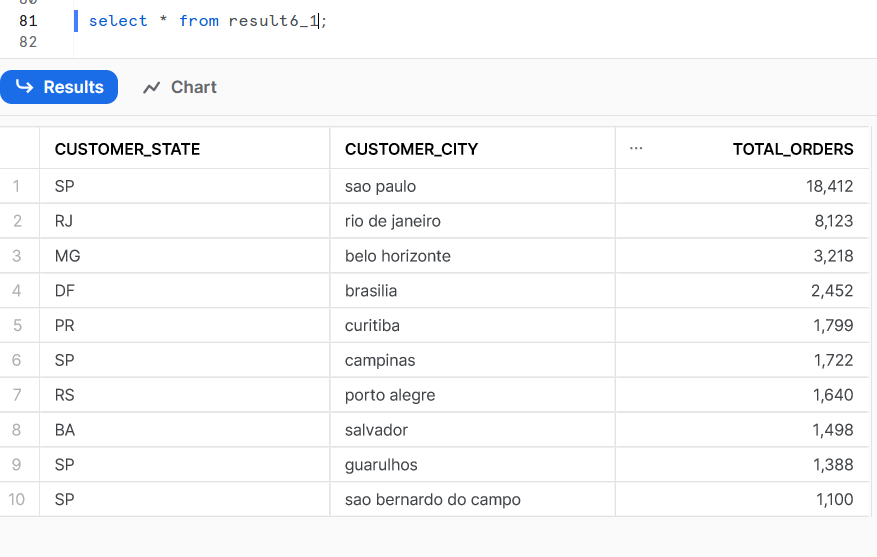 81 select * from result6_1;
82
Results Chart
CUSTOMER_STATE CUSTOMER_CITY ... TOTAL_ORDERS
1 SP sao paulo 18,412
2 RJ rio de janeiro 8,123
3 MG belo horizonte 3,218
4 DF brasilia 2,452
5 PR curitiba 1,799
6 SP campinas 1,722
7 RS porto alegre 1,640
8 BA salvador 1,498
9 SP guarulhos 1,388
10 SP sao bernardo do campo 1,100